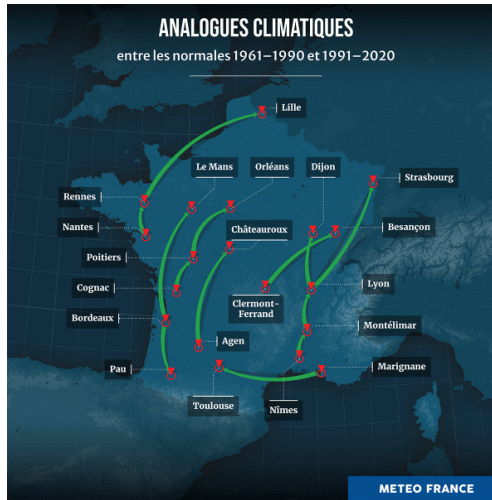 ANALOGUES CLIMATIQUES
entre les normales 1961–1990 et 1991–2020
Lille
Le Mans
Orléans
Dijon
Strasbourg
Rennes
Nantes
Châteauroux
Besançon
Poitiers
Cognac
Clermont-
Ferrand
Lyon
Bordeaux
Montélimar
Agen
Pau
Marignane
Toulouse
Nîmes
METEO FRANCE